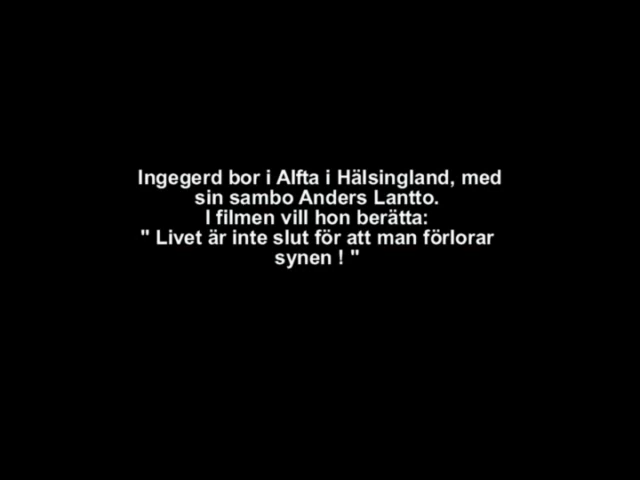 Ingegerd bor i Alfta i Hälsingland, med
sin sambo Anders Lantto.
I filmen vill hon berätta:
" Livet är inte slut för att man förlorar
synen ! "